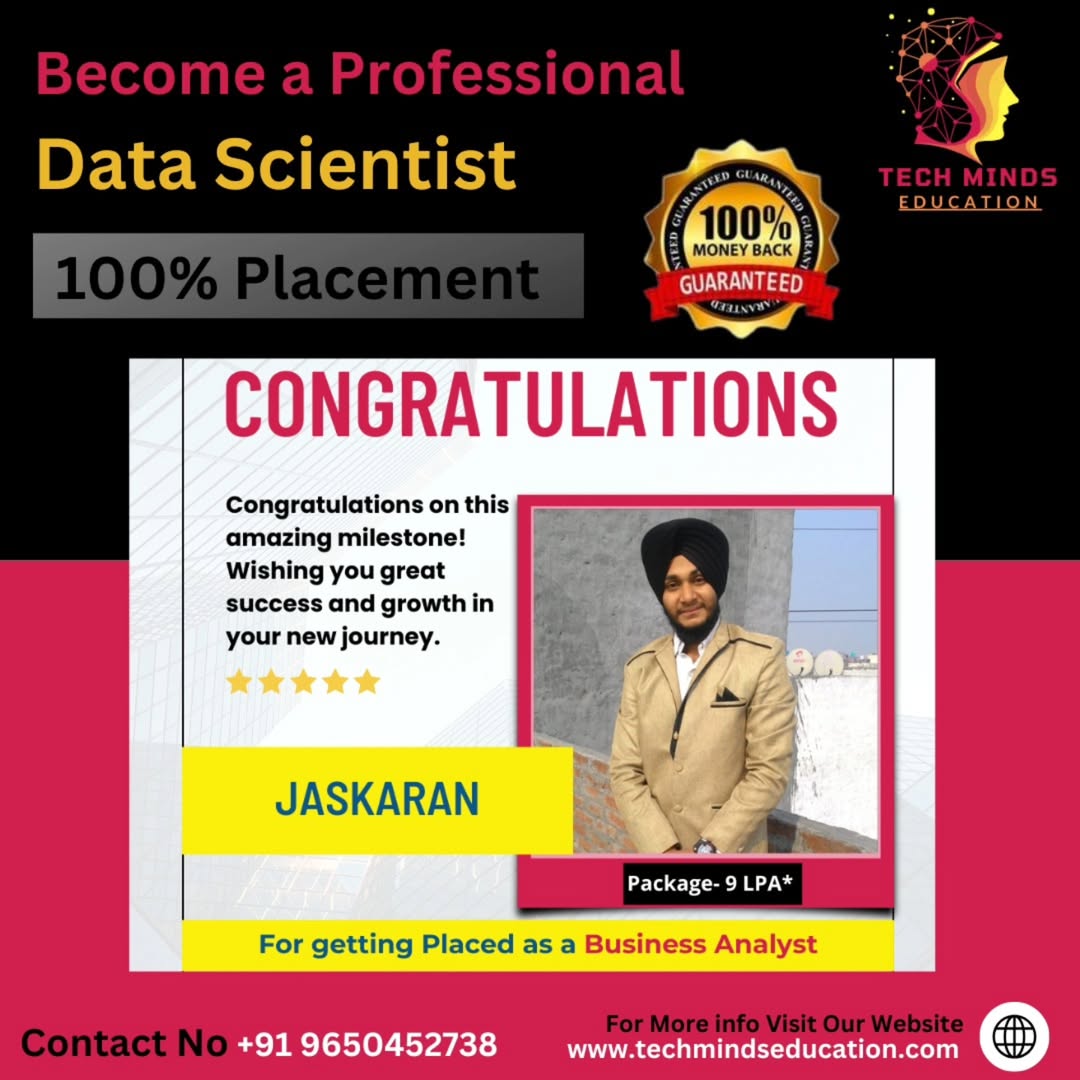 Become a Professional
Data Scientist
100% Placement
TECH MINDS
EDUCATION
GUARANTEED GUARANTEED
100%
MONEY BACK
GUARANTEED
CONGRATULATIONS
Congratulations on this
amazing milestone!
Wishing you great
success and growth in
your new journey.
JASKARAN
Package- 9 LPA*
For getting Placed as a Business Analyst
Contact No +91 9650452738
For More info Visit Our Website
www.techmindseducation.com